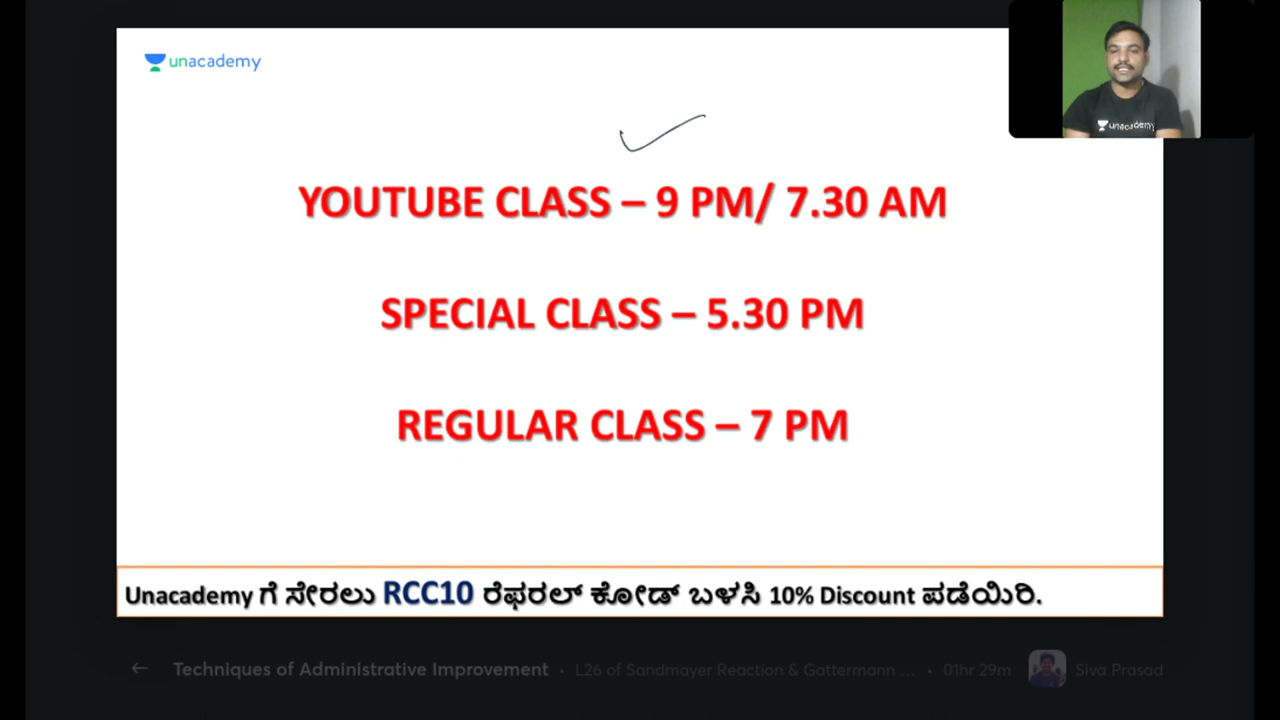 unacademy
unacademy
YOUTUBE CLASS – 9 PM/ 7.30 AM
SPECIAL CLASS – 5.30 PM
REGULAR CLASS – 7 PM
Unacademy ಗೆ ಸೇರಲು RCC10 ರೆಫರಲ್ ಕೋಡ್ ಬಳಸಿ 10% Discount ಪಡೆಯಿರಿ.
Techniques of Administrative Improvement • L26 of Sandmayer Reaction & Gattermann ... • 01hr 29m Siva Prasad